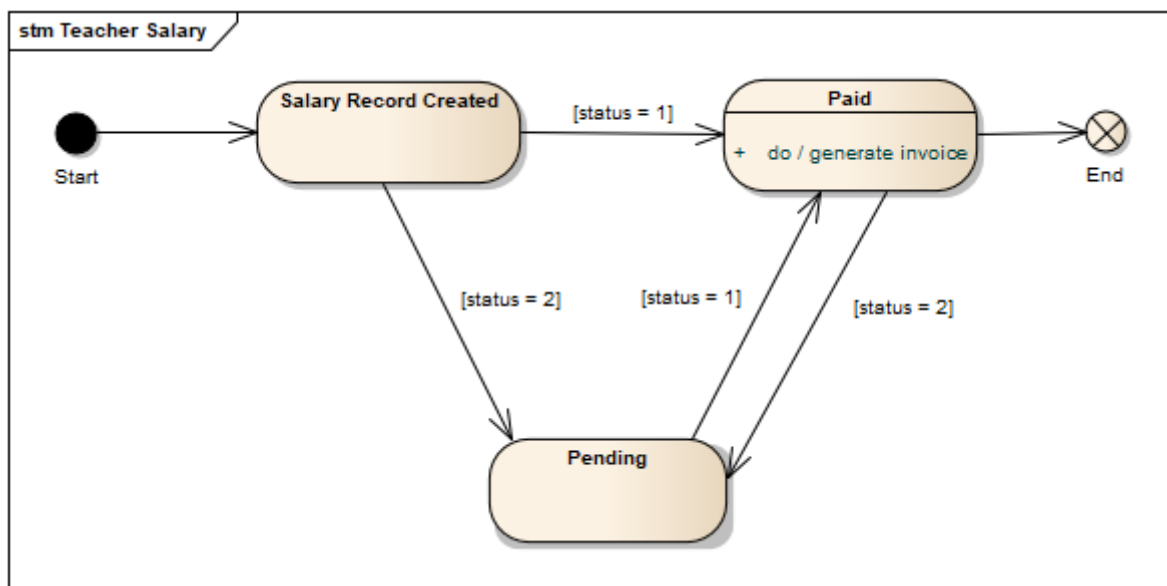 stm Teacher Salary
Salary Record Created
Paid
[status = 1]
+ do / generate invoice
Start
End
[status = 2]
[status = 1]
[status = 2]
Pending